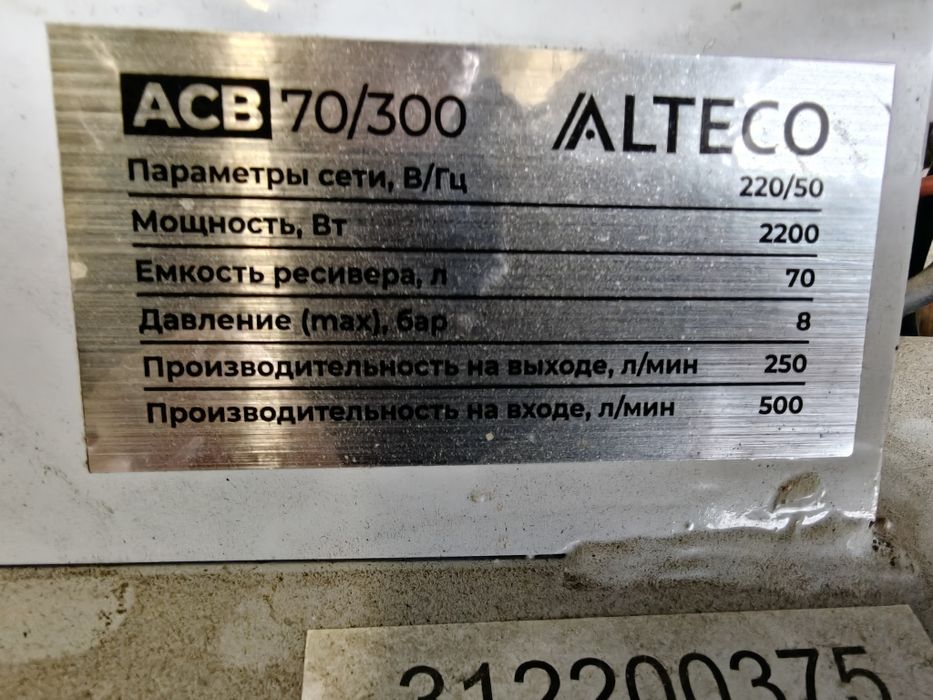 ACB 70/300 ALTECO
Параметры сети, В/Гц 220/50
Мощность, Вт 2200
Емкость ресивера, л 70
Давление (max), бар 8
Производительность на выходе, л/мин 250
Производительность на входе, л/мин 500
312200375